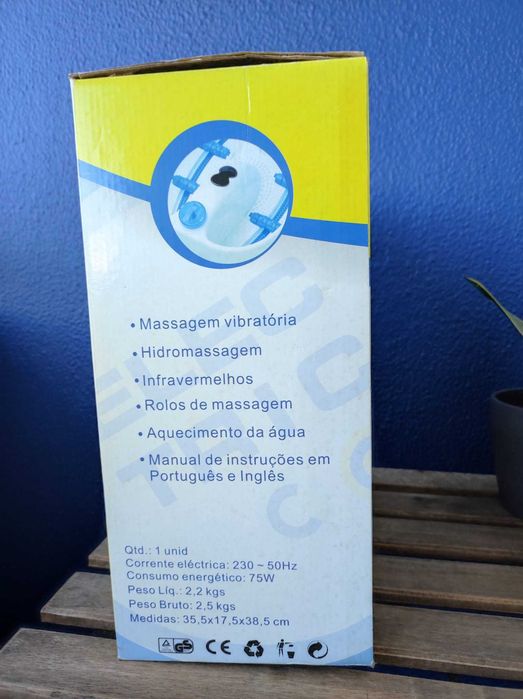 • Massagem vibratória
• Hidromassagem
• Infravermelhos
• Rolos de massagem
• Aquecimento da água
• Manual de instruções em
Português e Inglês
Qtd.: 1 unid
Corrente eléctrica: 230 ~ 50Hz
Consumo energético: 75W
Peso Líq.: 2,2 kgs
Peso Bruto: 2,5 kgs
Medidas: 35,5x17,5x38,5 cm
GS CE